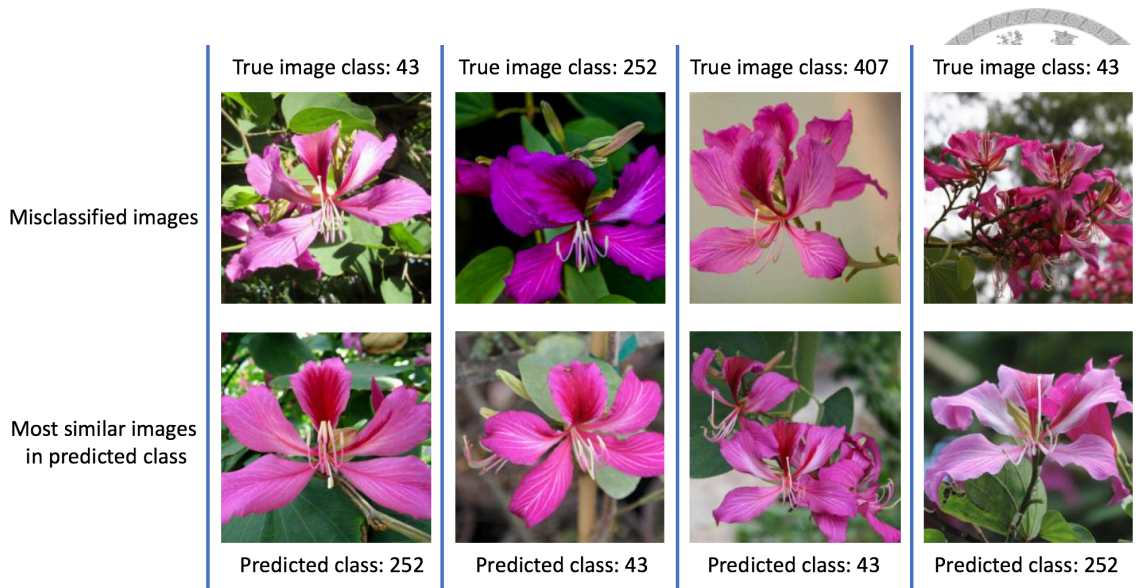 True image class: 43
True image class: 252
True image class: 407
True image class: 43
Misclassified images
Most similar images
in predicted class
Predicted class: 252
Predicted class: 43
Predicted class: 43
Predicted class: 252